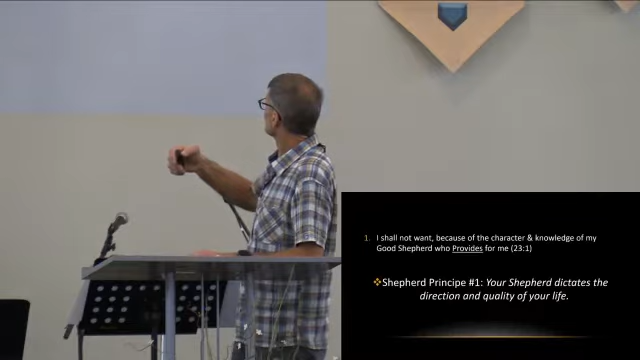 1. I shall not want, because of the character & knowledge of my
Good Shepherd who Provides for me (23:1)
❖Shepherd Principe #1: Your Shepherd dictates the
direction and quality of your life.